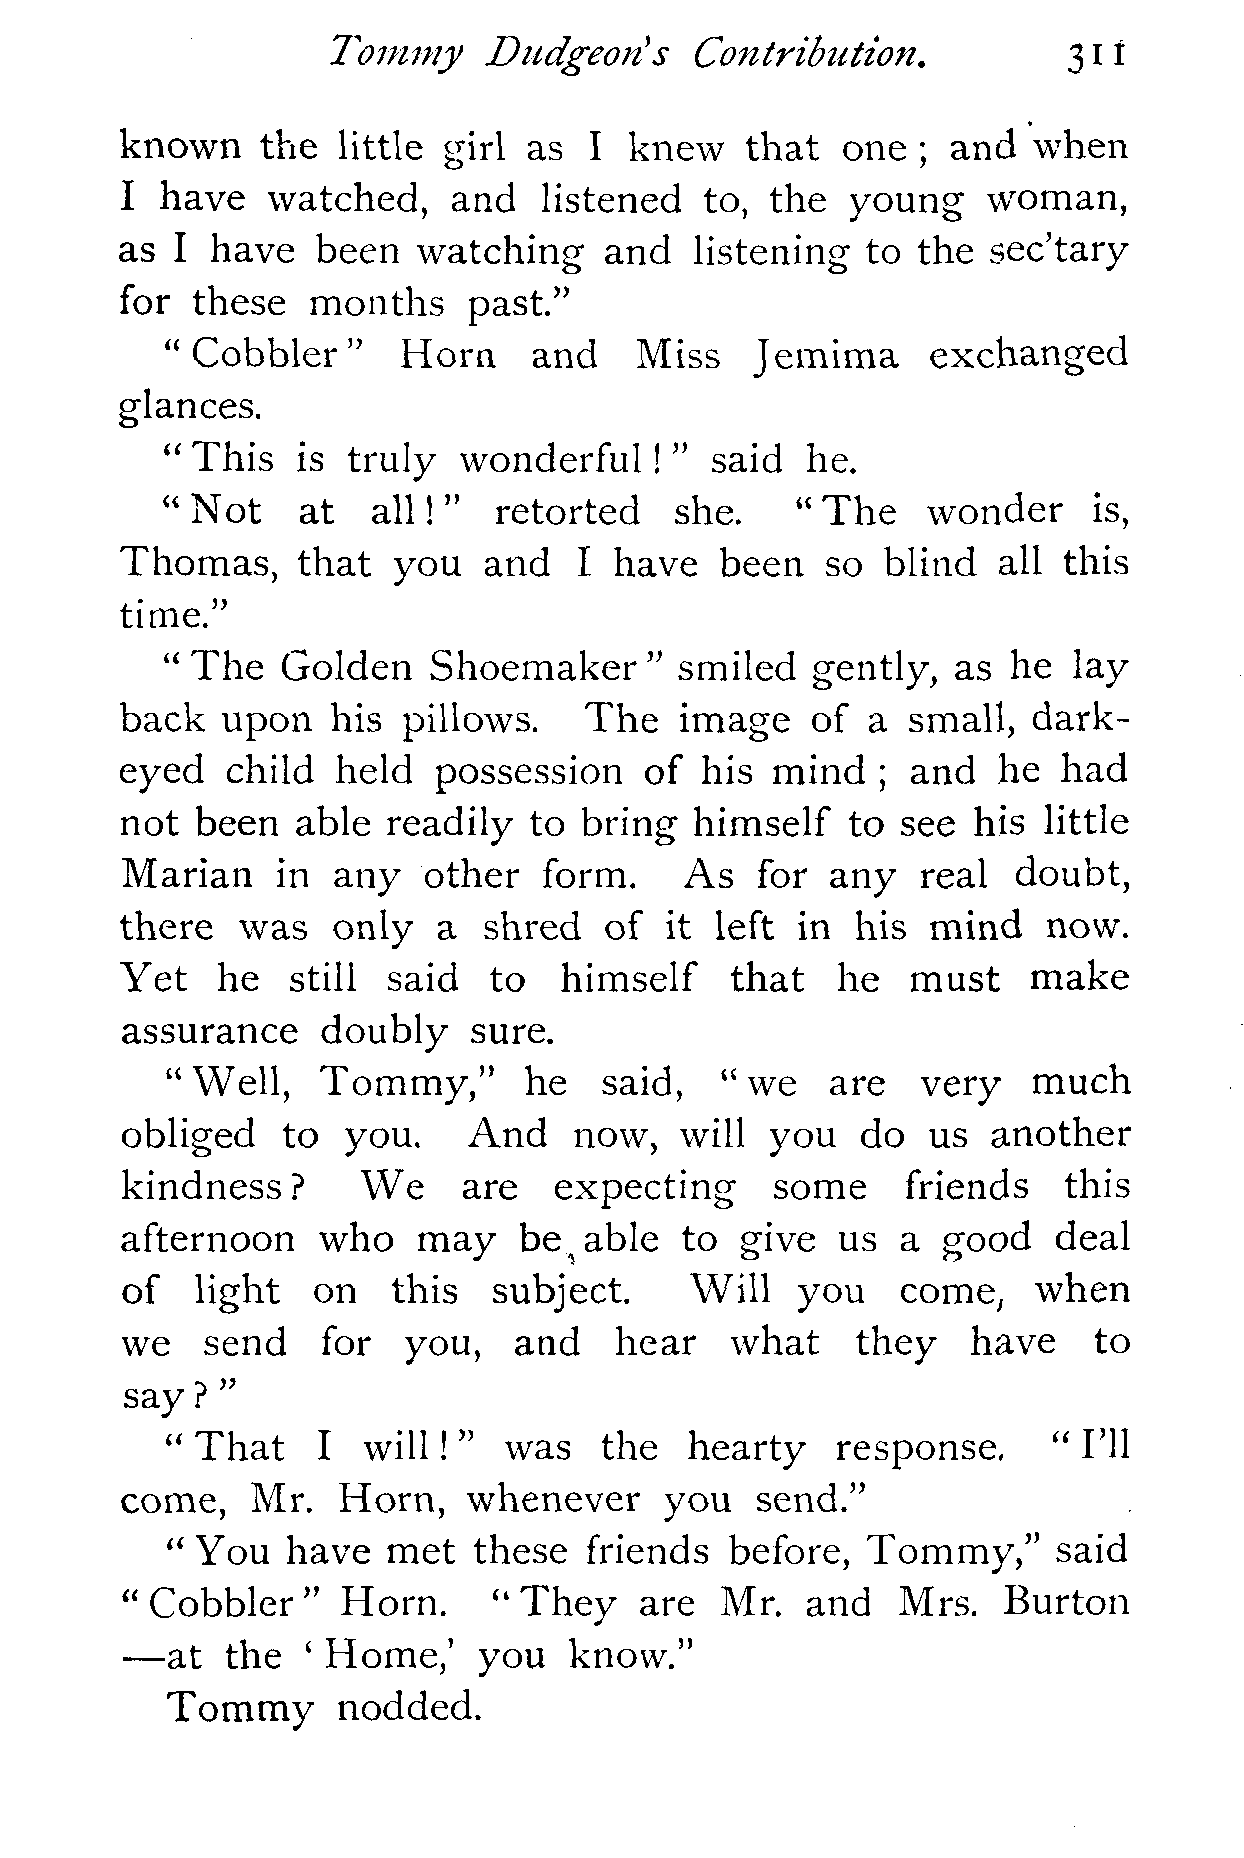 Tommy Dudgeon's Contribution. 311
known the little girl as I knew that one ; and when
I have watched, and listened to, the young woman,
as I have been watching and listening to the sec'tary
for these months past."
" Cobbler " Horn and Miss Jemima exchanged
glances.
" This is truly wonderful ! " said he.
" Not at all ! " retorted she. " The wonder is,
Thomas, that you and I have been so blind all this
time."
" The Golden Shoemaker " smiled gently, as he lay
back upon his pillows. The image of a small, dark-
eyed child held possession of his mind ; and he had
not been able readily to bring himself to see his little
Marian in any other form. As for any real doubt,
there was only a shred of it left in his mind now.
Yet he still said to himself that he must make
assurance doubly sure.
" Well, Tommy," he said, " we are very much
obliged to you. And now, will you do us another
kindness ? We are expecting some friends this
afternoon who may be able to give us a good deal
of light on this subject. Will you come, when
we send for you, and hear what they have to
say ? "
" That I will ! " was the hearty response. " I'll
come, Mr. Horn, whenever you send."
" You have met these friends before, Tommy," said
" Cobbler " Horn. " They are Mr. and Mrs. Burton
—at the ' Home,' you know."
Tommy nodded.